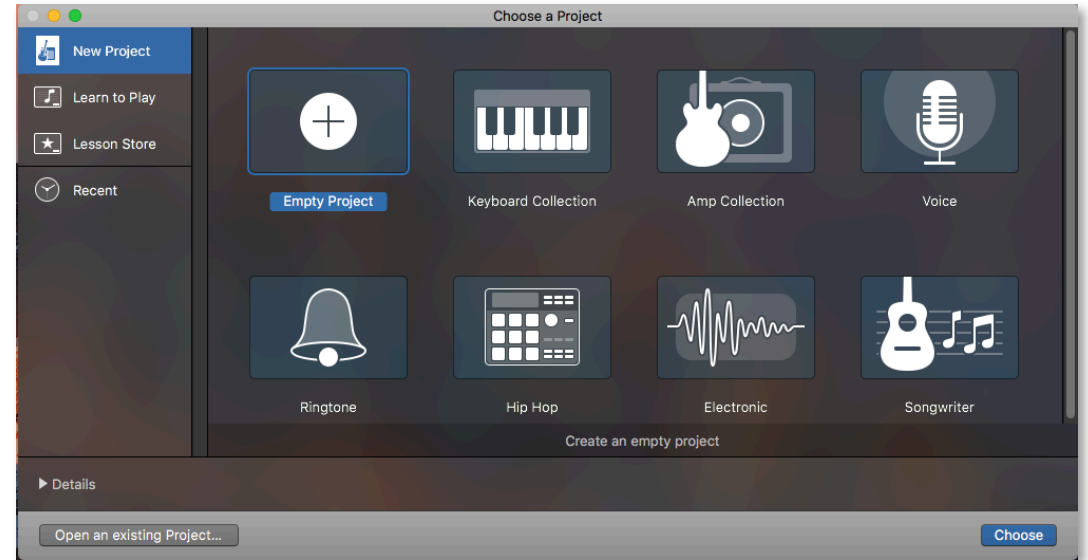 Choose a Project
New Project
Learn to Play
Lesson Store
Recent
Empty Project
Keyboard Collection
Amp Collection
Voice
Ringtone
Hip Hop
Electronic
Songwriter
Create an empty project
Details
Open an existing Project...
Choose